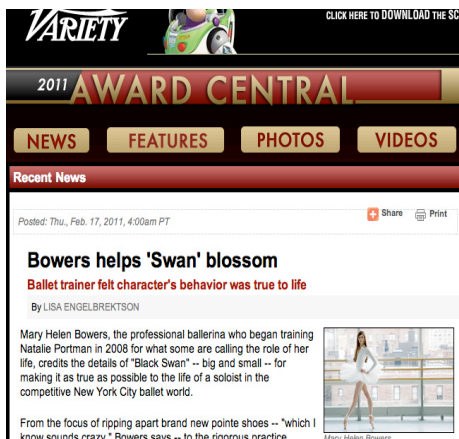 VARIETY
CLICK HERE TO DOWNLOAD THE SC
2011 AWARD CENTRAL
NEWS FEATURES PHOTOS VIDEOS
Recent News
Posted: Thu., Feb. 17, 2011, 4:00am PT
Share Print
Bowers helps 'Swan' blossom
Ballet trainer felt character's behavior was true to life
By LISA ENGELBREKTSON
Mary Helen Bowers, the professional ballerina who began training
Natalie Portman in 2008 for what some are calling the role of her
life, credits the details of "Black Swan" -- big and small -- for
making it as true as possible to the life of a soloist in the
competitive New York City ballet world.
From the focus of ripping apart brand new pointe shoes -- "which I
know sounds crazy," Bowers says -- to the rigorous practice
Mary Helen Bowers